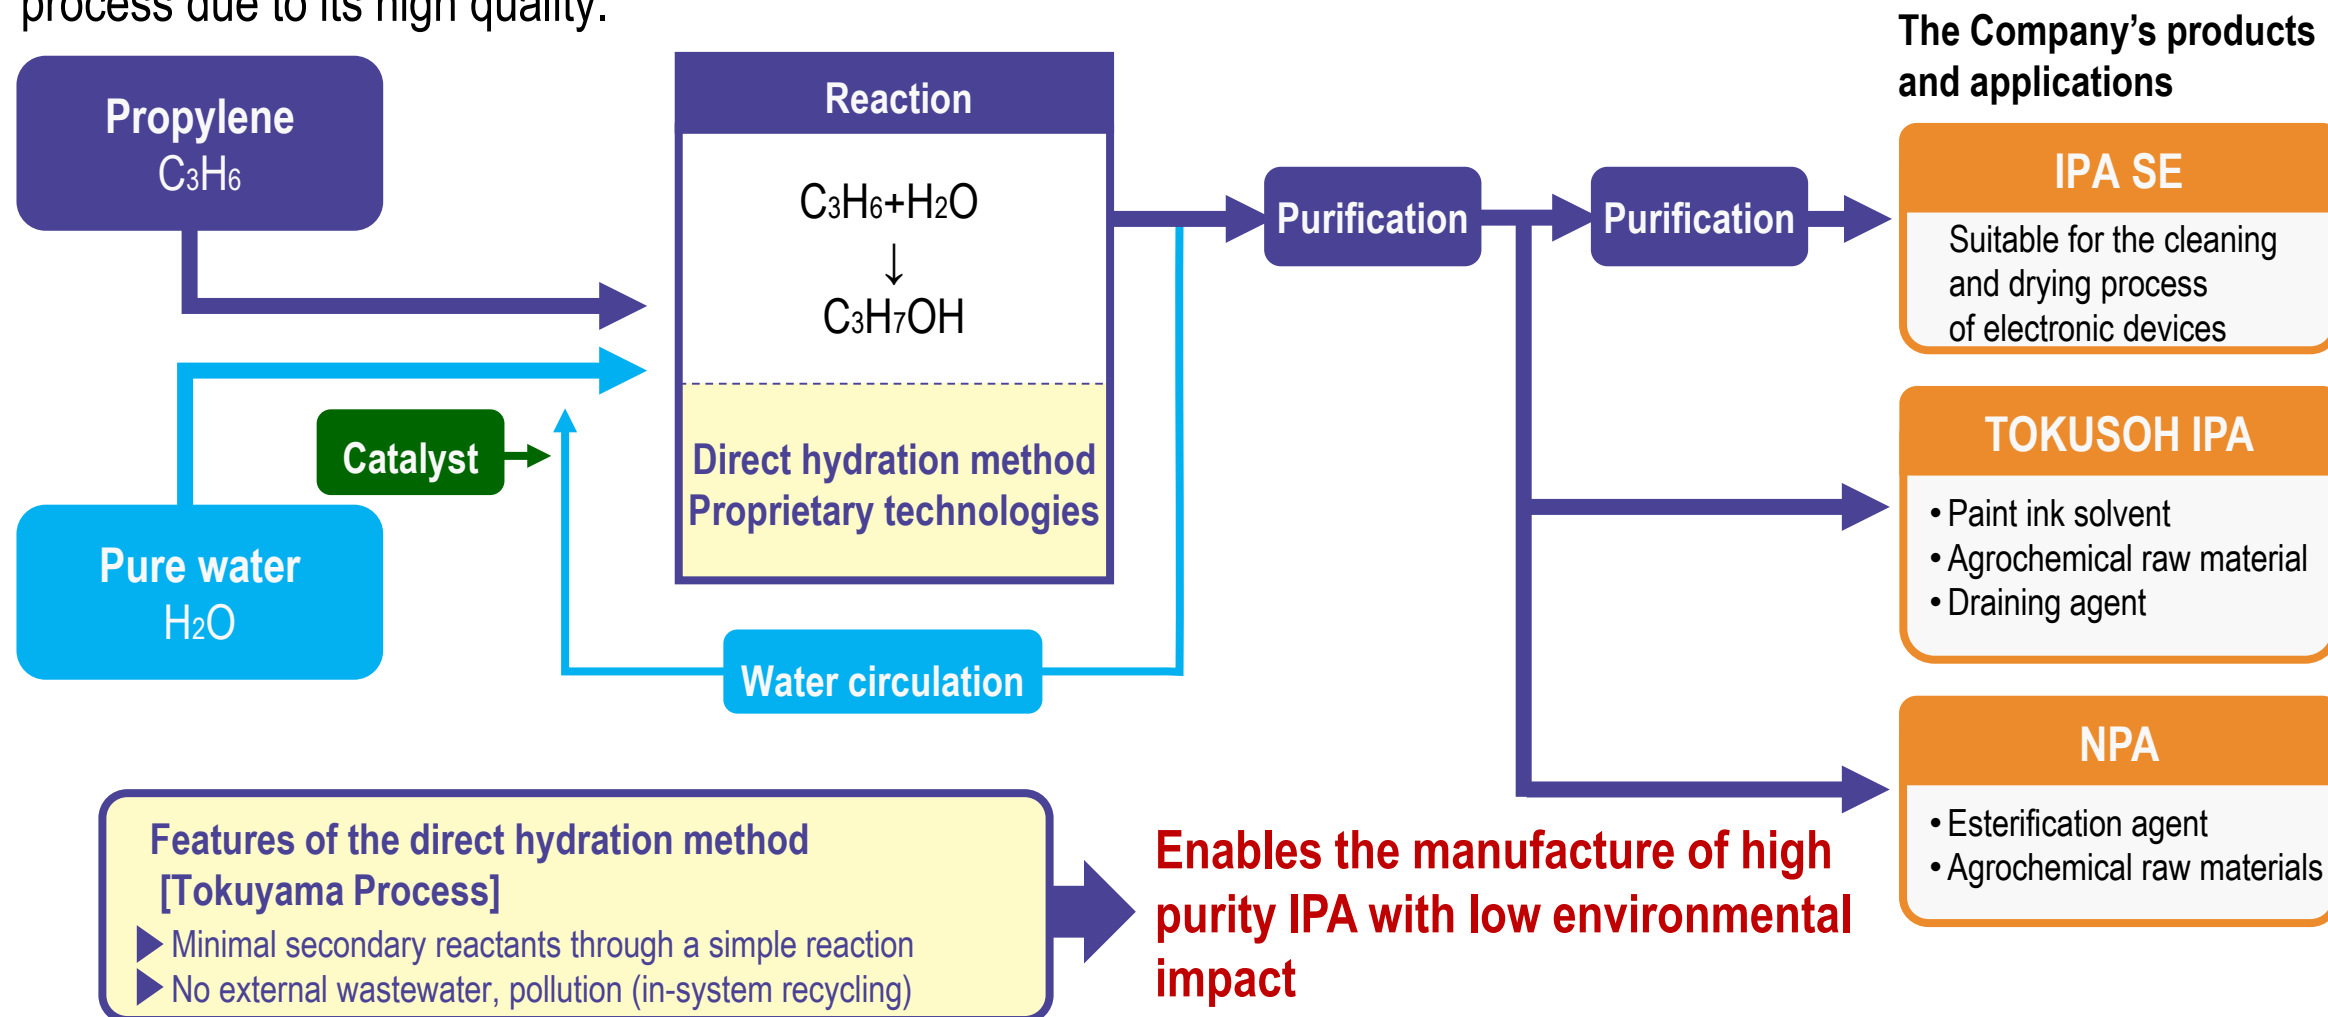 process due to its high quality.
The Company’s products
and applications
Propylene
C3H6
Pure water
H2O
Catalyst
Reaction
C3H6+H2O
↓
C3H7OH
Direct hydration method
Proprietary technologies
Water circulation
Purification
Purification
IPA SE
Suitable for the cleaning
and drying process
of electronic devices
TOKUSOH IPA
• Paint ink solvent
• Agrochemical raw material
• Draining agent
NPA
• Esterification agent
• Agrochemical raw materials
Features of the direct hydration method
[Tokuyama Process]
Minimal secondary reactants through a simple reaction
No external wastewater, pollution (in-system recycling)
Enables the manufacture of high
purity IPA with low environmental
impact